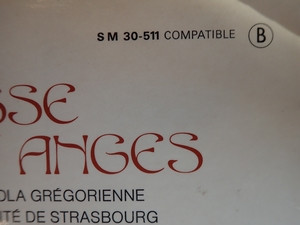 SM 30-511 COMPATIBLE B
SSE
ANGES
OLA GRÉGORIENNE
ITÉ DE STRASBOURG